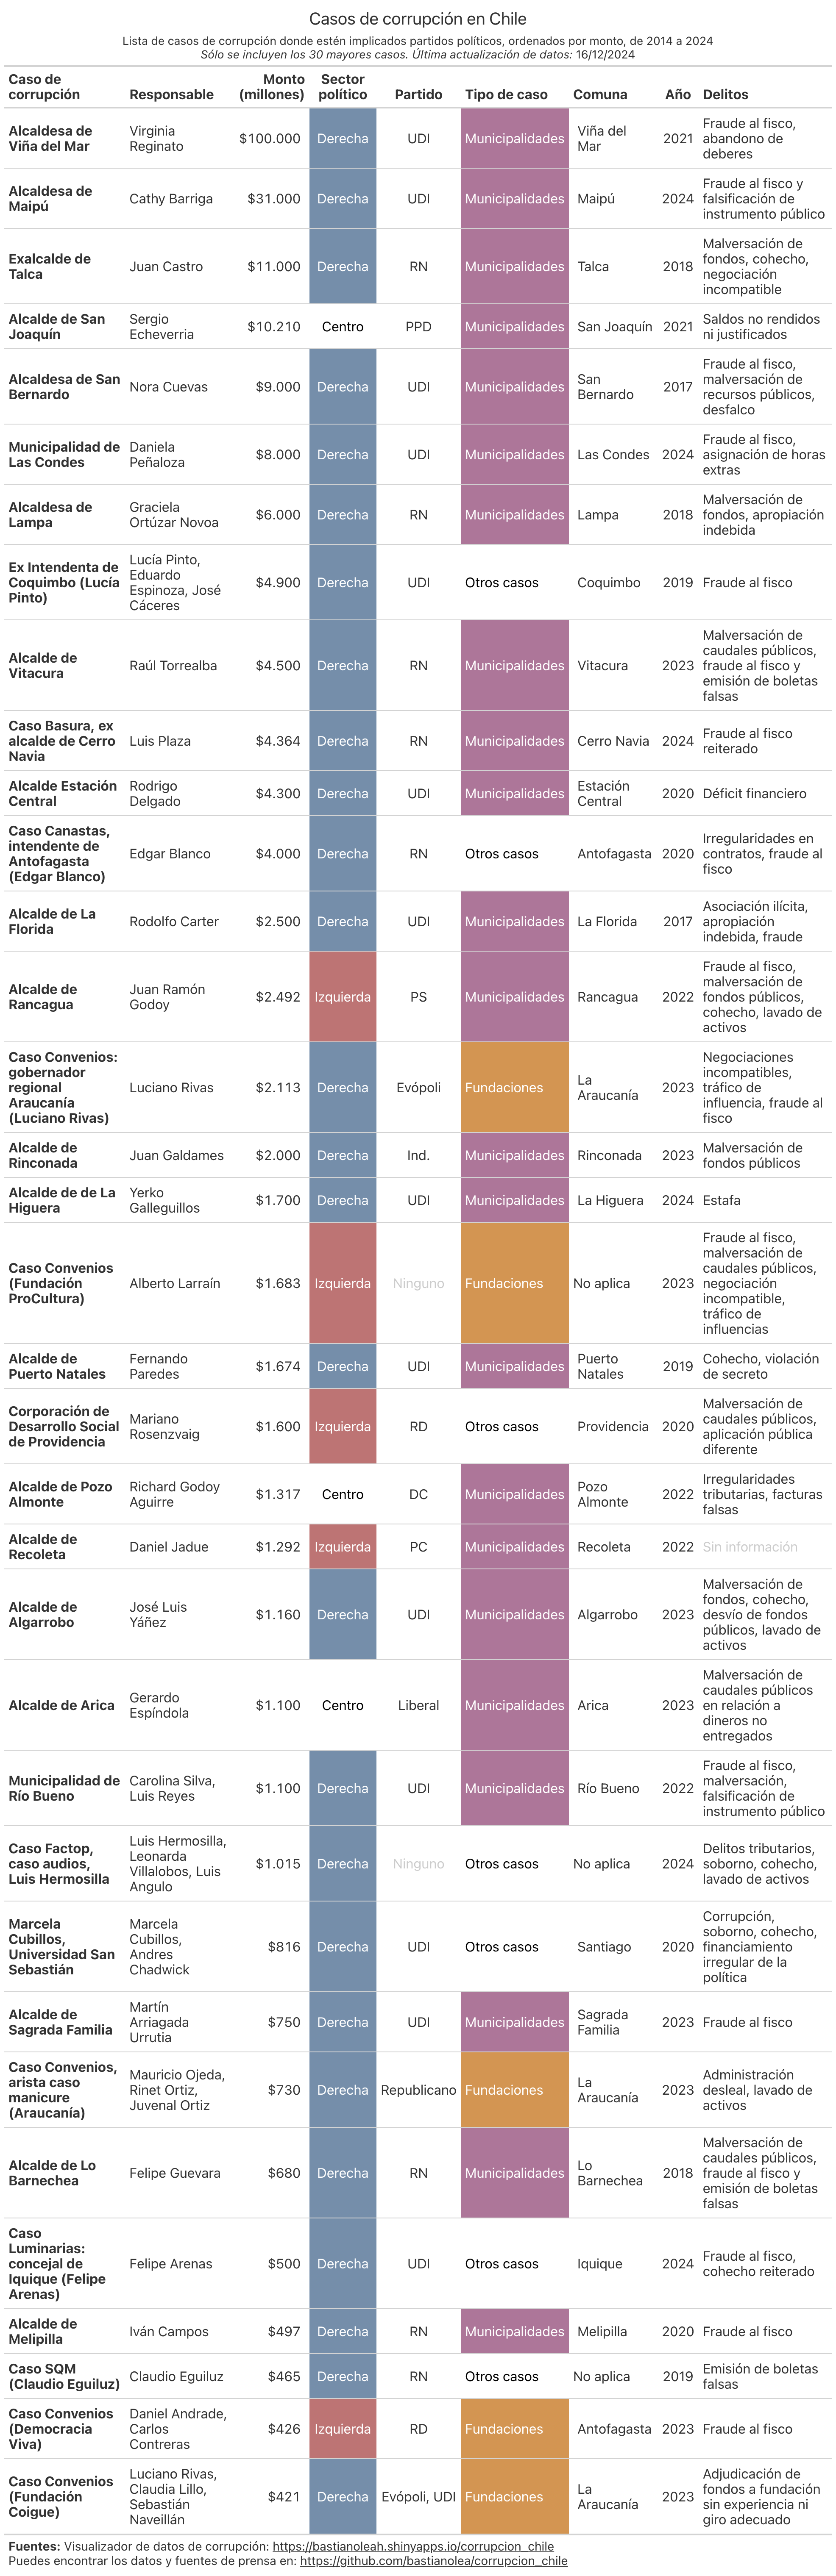 Casos de corrupción en Chile
Lista de casos de corrupción donde estén implicados partidos políticos, ordenados por monto, de 2014 a 2024
Sólo se incluyen los 30 mayores casos. Última actualización de datos: 16/12/2024
Caso de corrupción Responsable Monto (millones) Sector político Partido Tipo de caso Comuna Año Delitos
Alcaldesa de Viña del Mar Virginia Reginato $100.000 Derecha UDI Municipalidades Viña del Mar 2021 Fraude al fisco, abandono de deberes
Alcaldesa de Maipú Cathy Barriga $31.000 Derecha UDI Municipalidades Maipú 2024 Fraude al fisco y falsificación de instrumento público
Exalcalde de Talca Juan Castro $11.000 Derecha RN Municipalidades Talca 2018 Malversación de fondos, cohecho, negociación incompatible
Alcalde de San Joaquín Sergio Echeverria $10.210 Centro PPD Municipalidades San Joaquín 2021 Saldos no rendidos ni justificados
Alcaldesa de San Bernardo Nora Cuevas $9.000 Derecha UDI Municipalidades San Bernardo 2017 Fraude al fisco, malversación de recursos públicos, desfalco
Municipalidad de Las Condes Daniela Peñaloza $8.000 Derecha UDI Municipalidades Las Condes 2024 Fraude al fisco, asignación de horas extras
Alcaldesa de Lampa Graciela Ortúzar Novoa $6.000 Derecha RN Municipalidades Lampa 2018 Malversación de fondos, apropiación indebida
Ex Intendenta de Coquimbo (Lucía Pinto) Lucía Pinto, Eduardo Espinoza, José Cáceres $4.900 Derecha UDI Otros casos Coquimbo 2019 Fraude al fisco
Alcalde de Vitacura Raúl Torrealba $4.500 Derecha RN Municipalidades Vitacura 2023 Malversación de caudales públicos, fraude al fisco y emisión de boletas falsas
Caso Basura, ex alcalde de Cerro Navia Luis Plaza $4.364 Derecha RN Municipalidades Cerro Navia 2024 Fraude al fisco reiterado
Alcalde Estación Central Rodrigo Delgado $4.300 Derecha UDI Municipalidades Estación Central 2020 Déficit financiero
Caso Canastas, intendente de Antofagasta (Edgar Blanco) Edgar Blanco $4.000 Derecha RN Otros casos Antofagasta 2020 Irregularidades en contratos, fraude al fisco
Alcalde de La Florida Rodolfo Carter $2.500 Derecha UDI Municipalidades La Florida 2017 Asociación ilícita, apropiación indebida, fraude
Alcalde de Rancagua Juan Ramón Godoy $2.492 Izquierda PS Municipalidades Rancagua 2022 Fraude al fisco, malversación de fondos públicos, cohecho, lavado de activos
Caso Convenios: gobernador regional Araucanía (Luciano Rivas) Luciano Rivas $2.113 Derecha Evópoli Fundaciones La Araucanía 2023 Negociaciones incompatibles, tráfico de influencia, fraude al fisco
Alcalde de Rinconada Juan Galdames $2.000 Derecha Ind. Municipalidades Rinconada 2023 Malversación de fondos públicos
Alcalde de de La Higuera Yerko Galleguillos $1.700 Derecha UDI Municipalidades La Higuera 2024 Estafa
Caso Convenios (Fundación ProCultura) Alberto Larraín $1.683 Izquierda Ninguno Fundaciones No aplica 2023 Fraude al fisco, malversación de caudales públicos, negociación incompatible, tráfico de influencias
Alcalde de Puerto Natales Fernando Paredes $1.674 Derecha UDI Municipalidades Puerto Natales 2019 Cohecho, violación de secreto
Corporación de Desarrollo Social de Providencia Mariano Rosenzvaig $1.600 Izquierda RD Otros casos Providencia 2020 Malversación de caudales públicos, aplicación pública diferente
Alcalde de Pozo Almonte Richard Godoy Aguirre $1.317 Centro DC Municipalidades Pozo Almonte 2022 Irregularidades tributarias, facturas falsas
Alcalde de Recoleta Daniel Jadue $1.292 Izquierda PC Municipalidades Recoleta 2022 Sin información
Alcalde de Algarrobo José Luis Yáñez $1.160 Derecha UDI Municipalidades Algarrobo 2023 Malversación de fondos, cohecho, desvío de fondos públicos, lavado de activos
Alcalde de Arica Gerardo Espíndola $1.100 Centro Liberal Municipalidades Arica 2023 Malversación de caudales públicos en relación a dineros no entregados
Municipalidad de Río Bueno Carolina Silva, Luis Reyes $1.100 Derecha UDI Municipalidades Río Bueno 2022 Fraude al fisco, malversación, falsificación de instrumento público
Caso Factop, caso audios, Luis Hermosilla Luis Hermosilla, Leonarda Villalobos, Luis Angulo $1.015 Derecha Ninguno Otros casos No aplica 2024 Delitos tributarios, soborno, cohecho, lavado de activos
Marcela Cubillos, Universidad San Sebastián Marcela Cubillos, Andres Chadwick $816 Derecha UDI Otros casos Santiago 2020 Corrupción, soborno, cohecho, financiamiento irregular de la política
Alcalde de Sagrada Familia Martín Arriagada Urrutia $750 Derecha UDI Municipalidades Sagrada Familia 2023 Fraude al fisco
Caso Convenios, arista caso manicure (Araucanía) Mauricio Ojeda, Rinet Ortiz, Juvenal Ortiz $730 Derecha Republicano Fundaciones La Araucanía 2023 Administración desleal, lavado de activos
Alcalde de Lo Barnechea Felipe Guevara $680 Derecha RN Municipalidades Lo Barnechea 2018 Malversación de caudales públicos, fraude al fisco y emisión de boletas falsas
Caso Luminarias: concejal de Iquique (Felipe Arenas) Felipe Arenas $500 Derecha UDI Otros casos Iquique 2024 Fraude al fisco, cohecho reiterado
Alcalde de Melipilla Iván Campos $497 Derecha RN Municipalidades Melipilla 2020 Fraude al fisco
Caso SQM (Claudio Eguiluz) Claudio Eguiluz $465 Derecha RN Otros casos No aplica 2019 Emisión de boletas falsas
Caso Convenios (Democracia Viva) Daniel Andrade, Carlos Contreras $426 Izquierda RD Fundaciones Antofagasta 2023 Fraude al fisco
Caso Convenios (Fundación Coigue) Luciano Rivas, Claudia Lillo, Sebastián Naveillán $421 Derecha Evópoli, UDI Fundaciones La Araucanía 2023 Adjudicación de fondos a fundación sin experiencia ni giro adecuado
Fuentes: Visualizador de datos de corrupción: https://bastianoleah.shinyapps.io/corrupcion_chile
Puedes encontrar los datos y fuentes de prensa en: https://github.com/bastianolea/corrupcion_chile